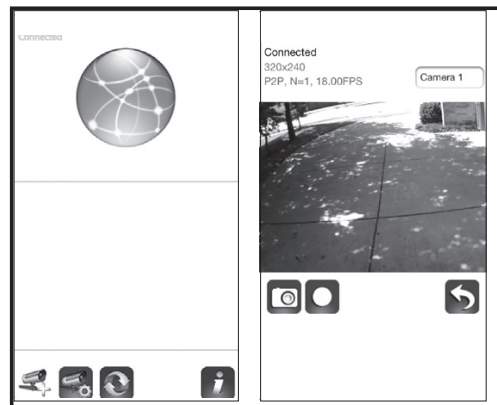 Connected
Connected
320x240
P2P, N=1, 18.00FPS
Camera 1
i